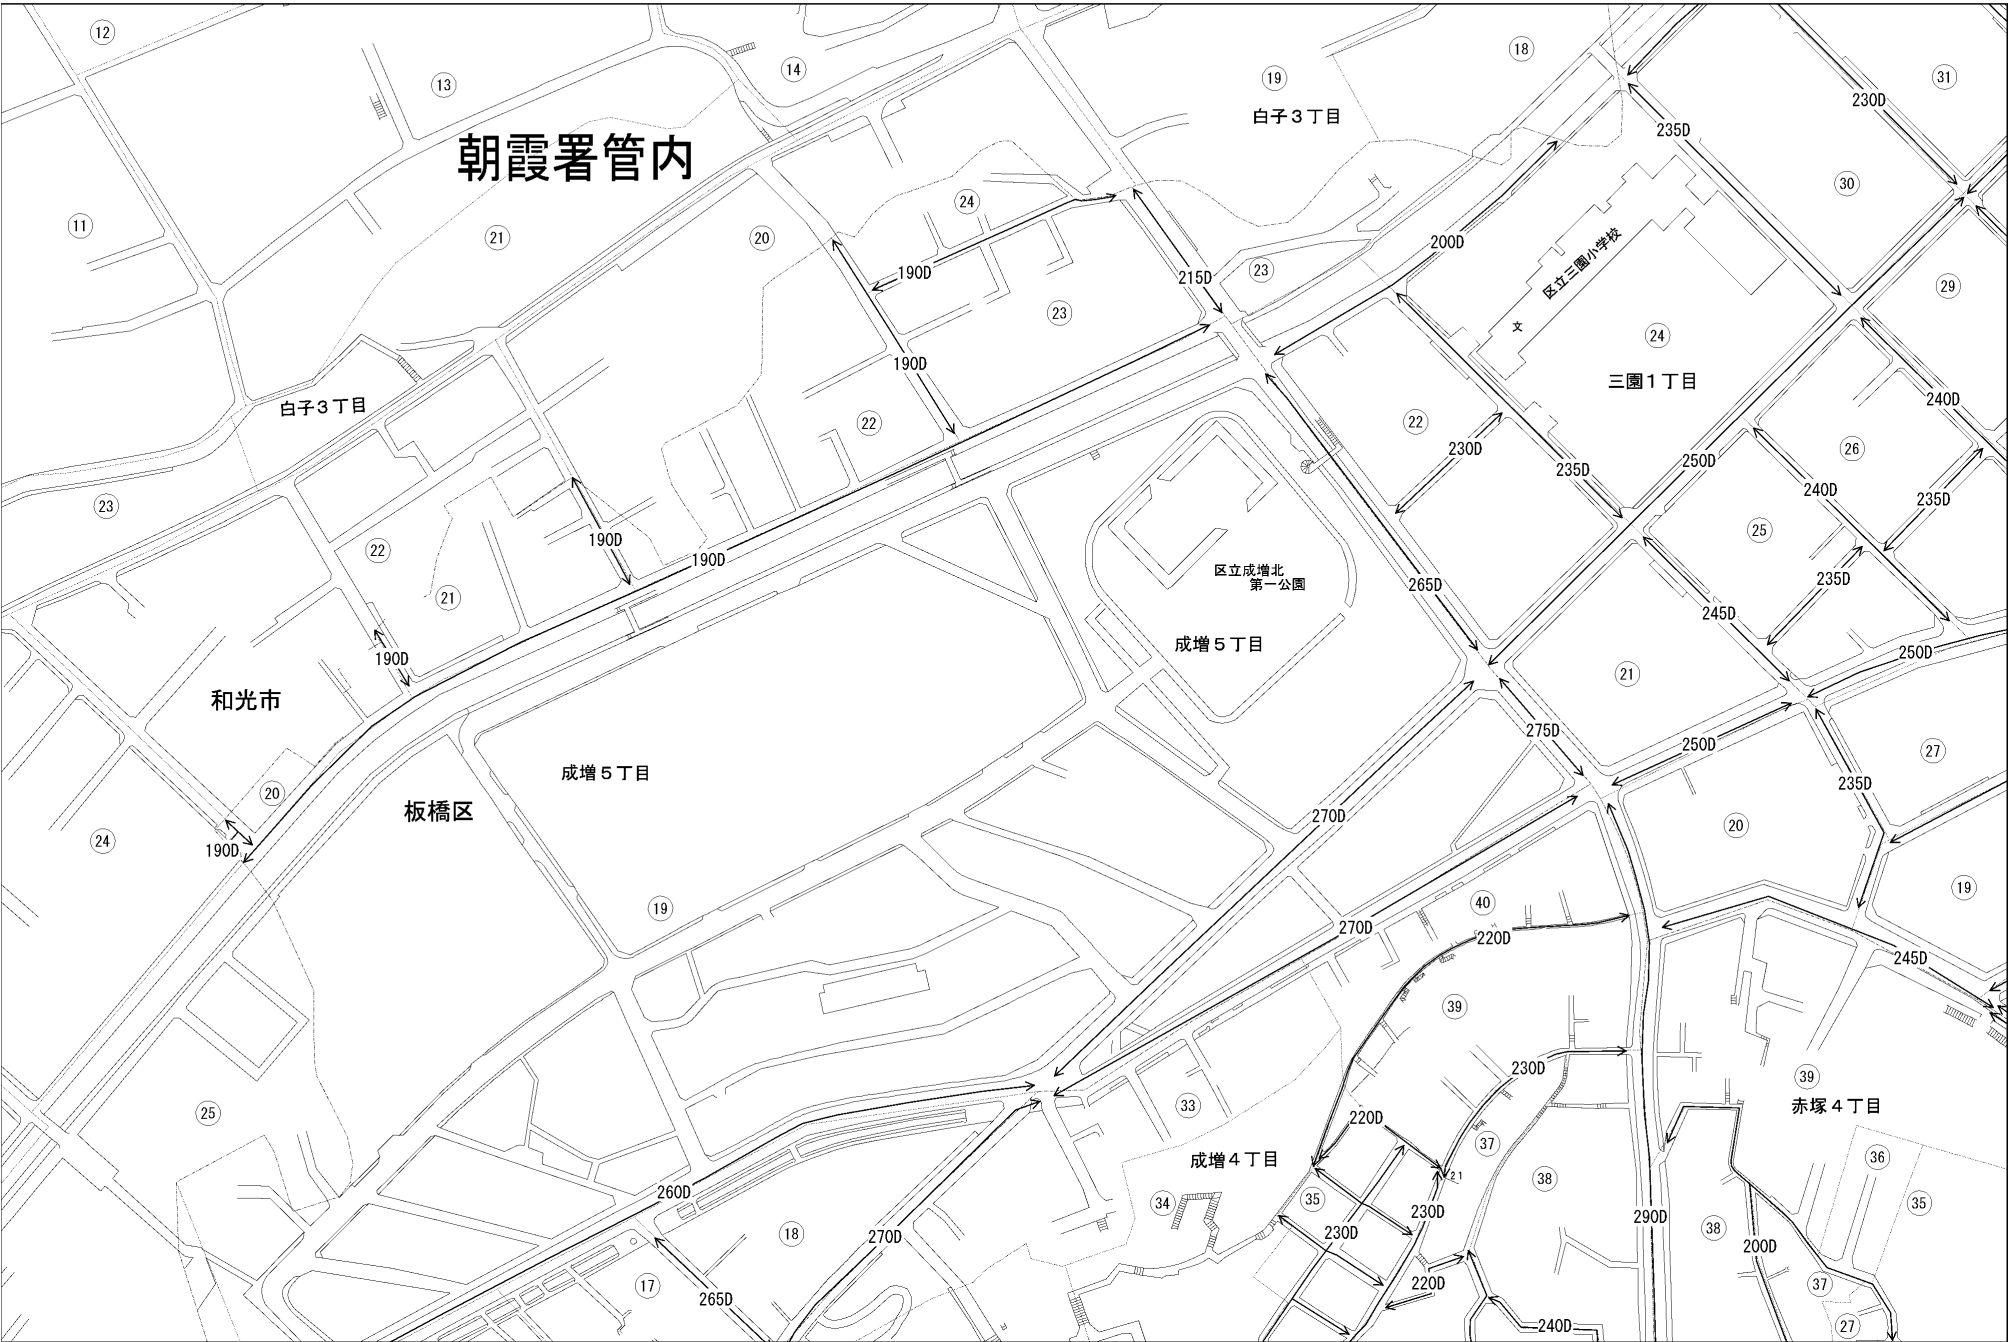 12
13
14
19
18
31
230D
235D
白子３丁目
朝霞署管内
30
11
21
20
24
23
200D
190D
215D
区立三園小学校
29
23
文
24
三園１丁目
190D
白子３丁目
22
22
240D
230D
235D
250D
26
240D
235D
23
22
190D
190D
25
21
区立成増北
第一公園
265D
235D
245D
成増５丁目
250D
190D
21
和光市
275D
250D
27
成増５丁目
235D
20
板橋区
270D
20
24
190D
19
40
19
270D
220D
245D
39
230D
39
25
33
赤塚４丁目
220D
37
成増４丁目
36
21
38
260D
34
35
35
230D
290D
18
230D
38
270D
200D
17
220D
37
265D
240D
27